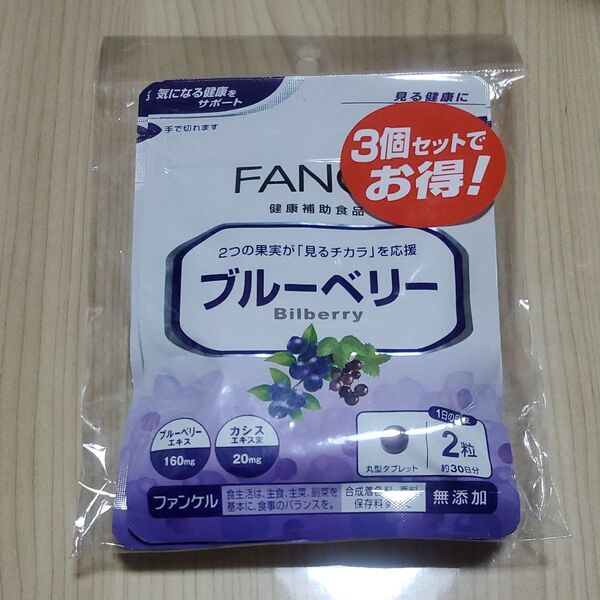 気になる健康を
サポート
見る健康に
手で切れます
3個セットで
お得!
FANC
健康補助食品
2つの果実が「見るチカラ」を応援
ブルーベリー
Bilberry
ブルーベリー
エキス
160mg
カシス
エキス末
20mg
丸型タブレット
1日の
2粒
約30日分
ファンケル
食生活は、主食、主菜、副菜を
基本に、食事のバランスを。
合成着色料
保存料
無添加